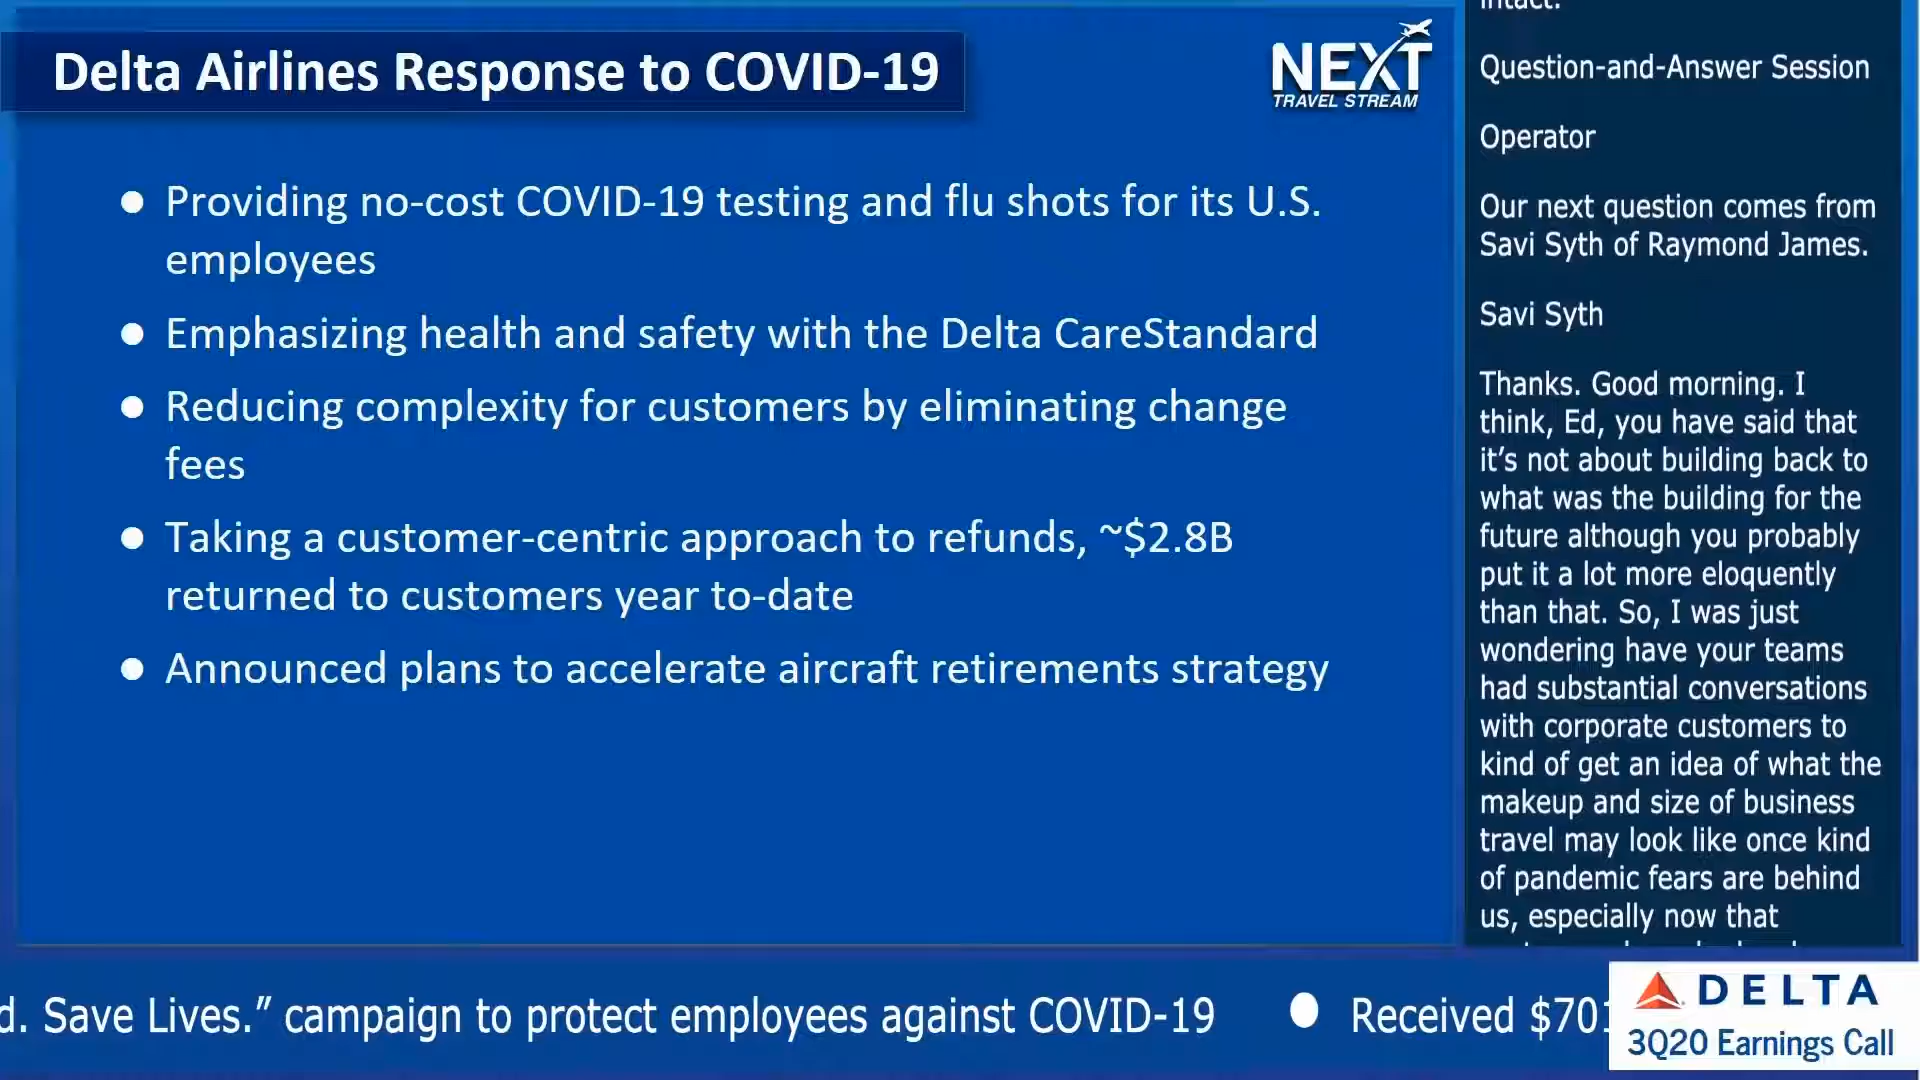 Delta Airlines Response to COVID-19
NEXT
TRAVEL STREAM
● Providing no-cost COVID-19 testing and flu shots for its U.S.
employees
● Emphasizing health and safety with the Delta CareStandard
● Reducing complexity for customers by eliminating change
fees
● Taking a customer-centric approach to refunds, ~$2.8B
returned to customers year to-date
● Announced plans to accelerate aircraft retirements strategy
intact.
Question-and-Answer Session
Operator
Our next question comes from
Savi Syth of Raymond James.
Savi Syth
Thanks. Good morning. I
think, Ed, you have said that
it’s not about building back to
what was the building for the
future although you probably
put it a lot more eloquently
than that. So, I was just
wondering have your teams
had substantial conversations
with corporate customers to
kind of get an idea of what the
makeup and size of business
travel may look like once kind
of pandemic fears are behind
us, especially now that
d. Save Lives.” campaign to protect employees against COVID-19 ● Received $701
DELTA
3Q20 Earnings Call